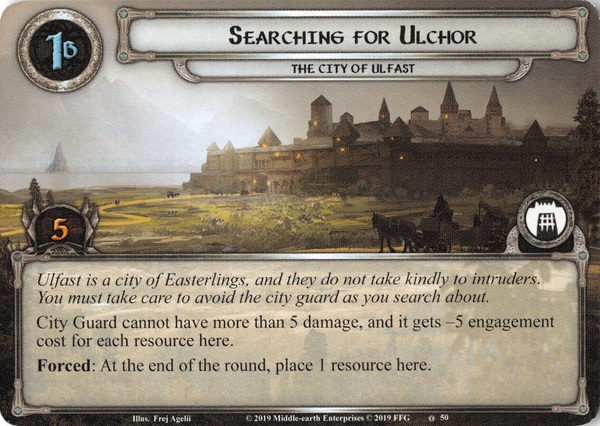 1B
SEARCHING FOR ULCHOR
THE CITY OF ULFAST
5
Ulfast is a city of Easterlings, and they do not take kindly to intruders.
You must take care to avoid the city guard as you search about.
City Guard cannot have more than 5 damage, and it gets –5 engagement
cost for each resource here.
Forced: At the end of the round, place 1 resource here.
Illus. Frej Agelii
© 2019 Middle-earth Enterprises © 2019 FFG
50